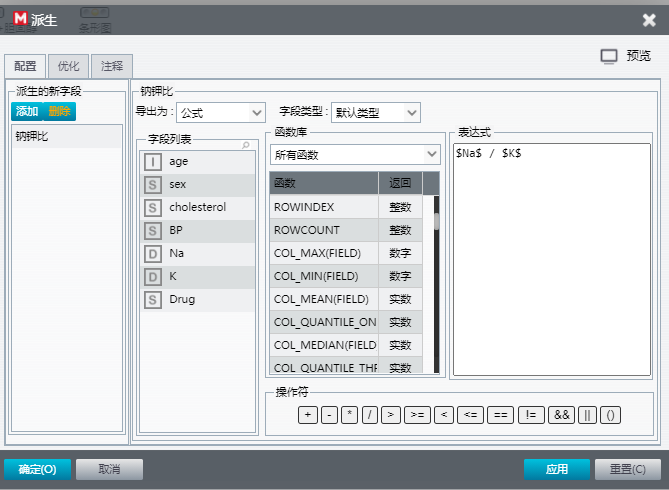 M 派生
条形图
预览
配置 优化 注释
派生的新字段
添加 删除
钠钾比
钠钾比
导出为: 公式 字段类型: 默认类型
字段列表
I age
S sex
S cholesterol
S BP
D Na
D K
S Drug
函数库
所有函数
函数 返回
ROWINDEX 整数
ROWCOUNT 整数
COL_MAX(FIELD) 数字
COL_MIN(FIELD) 数字
COL_MEAN(FIELD) 实数
COL_QUANTILE_ON 实数
COL_MEDIAN(FIELD 实数
COL_QUANTILE_THF 实数
表达式
$Na$ / $K$
操作符
+ - * / > >= < <= == != && || ()
确定(O) 取消 应用 重置(C)